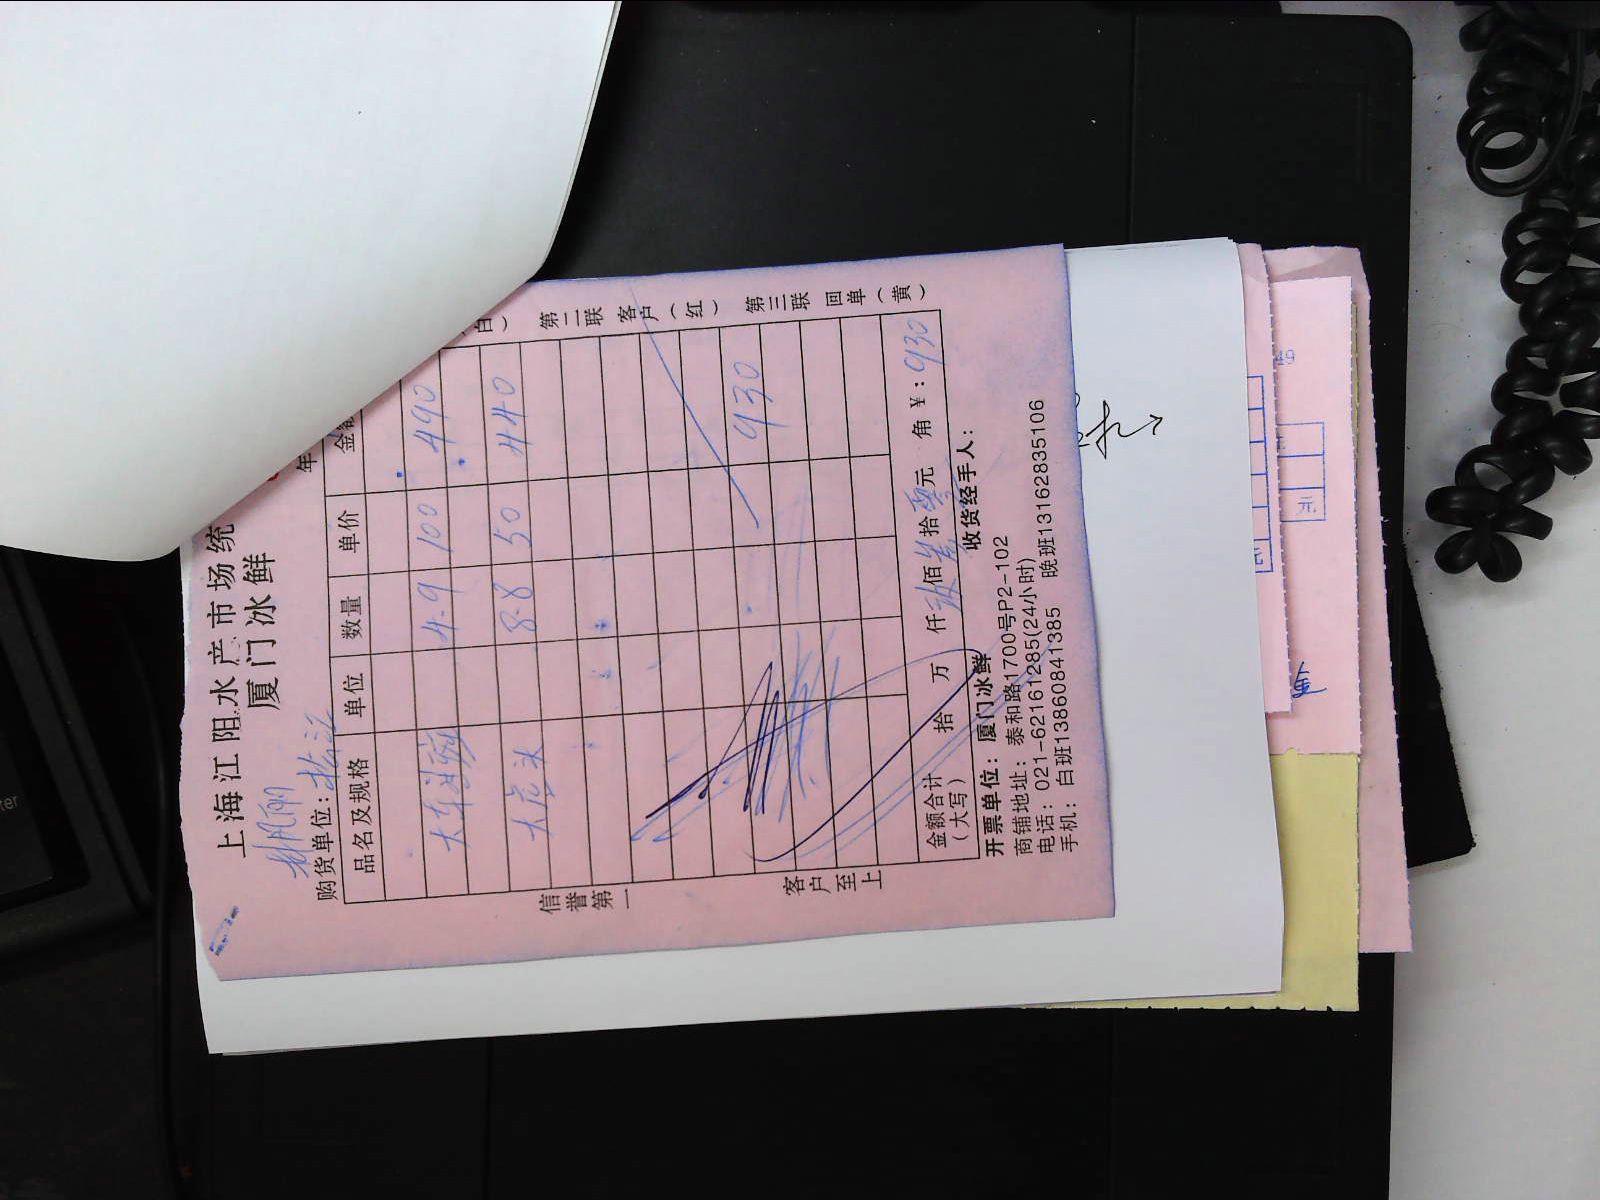 上海江阳水产市场统
厦门冰鲜
年
购货单位:
品名及规格 单位 数量 单价 金额
4.9 100 490
大 8.8 50 440
930
金额合计
(大写) 拾 万 仟 玖佰 拾 元 角 ¥: 930
开票单位: 厦门冰鲜 收货经手人:
商铺地址: 泰和路1700号P2-102
电话: 021-62161285(24小时)
手机: 白班13860841385 晚班13162835106
信誉第一
客户至上
白)
第二联 客户(红)
第三联 回单(黄)